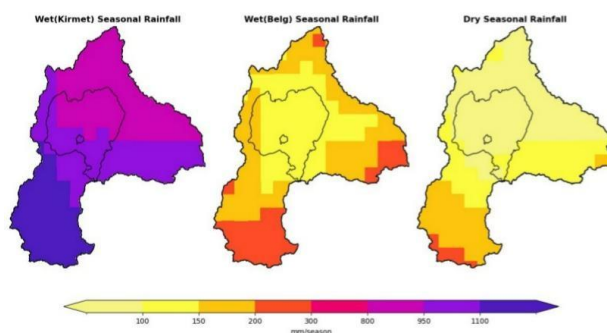 Wet(Kirmet) Seasonal Rainfall
Wet(Belg) Seasonal Rainfall
Dry Seasonal Rainfall
100 150 200 300 800 950 1100
mm/season